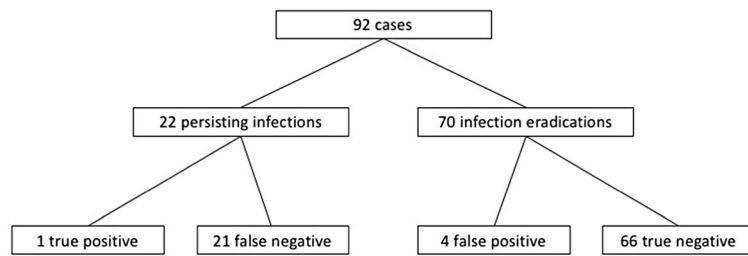 92 cases
22 persisting infections
70 infection eradications
1 true positive
21 false negative
4 false positive
66 true negative